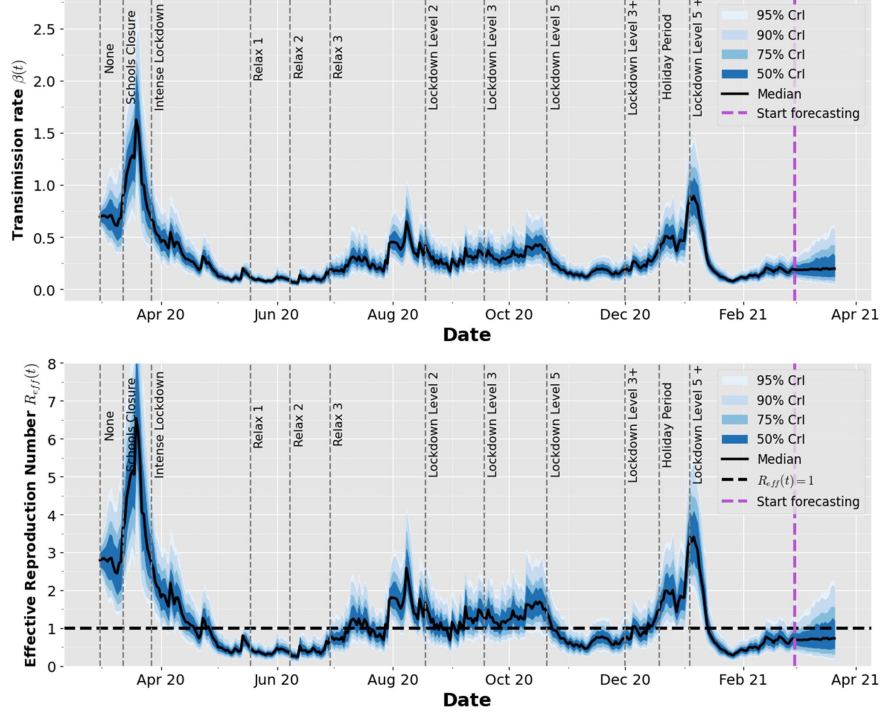 Transimission rate β(t)
2.5
2.0
1.5
1.0
0.5
0.0
None
Schools Closure
Intense Lockdown
Relax 1
Relax 2
Relax 3
Lockdown Level 2
Lockdown Level 3
Lockdown Level 5
Lockdown Level 3+
Holiday Period
Lockdown Level 5 +
95% CrI
90% CrI
75% CrI
50% CrI
Median
Start forecasting
Apr 20 Jun 20 Aug 20 Oct 20 Dec 20 Feb 21 Apr 21
Date
Effective Reproduction Number R_eff(t)
8
7
6
5
4
3
2
1
0
None
Schools Closure
Intense Lockdown
Relax 1
Relax 2
Relax 3
Lockdown Level 2
Lockdown Level 3
Lockdown Level 5
Lockdown Level 3+
Holiday Period
Lockdown Level 5 +
95% CrI
90% CrI
75% CrI
50% CrI
Median
R_eff(t) = 1
Start forecasting
Apr 20 Jun 20 Aug 20 Oct 20 Dec 20 Feb 21 Apr 21
Date